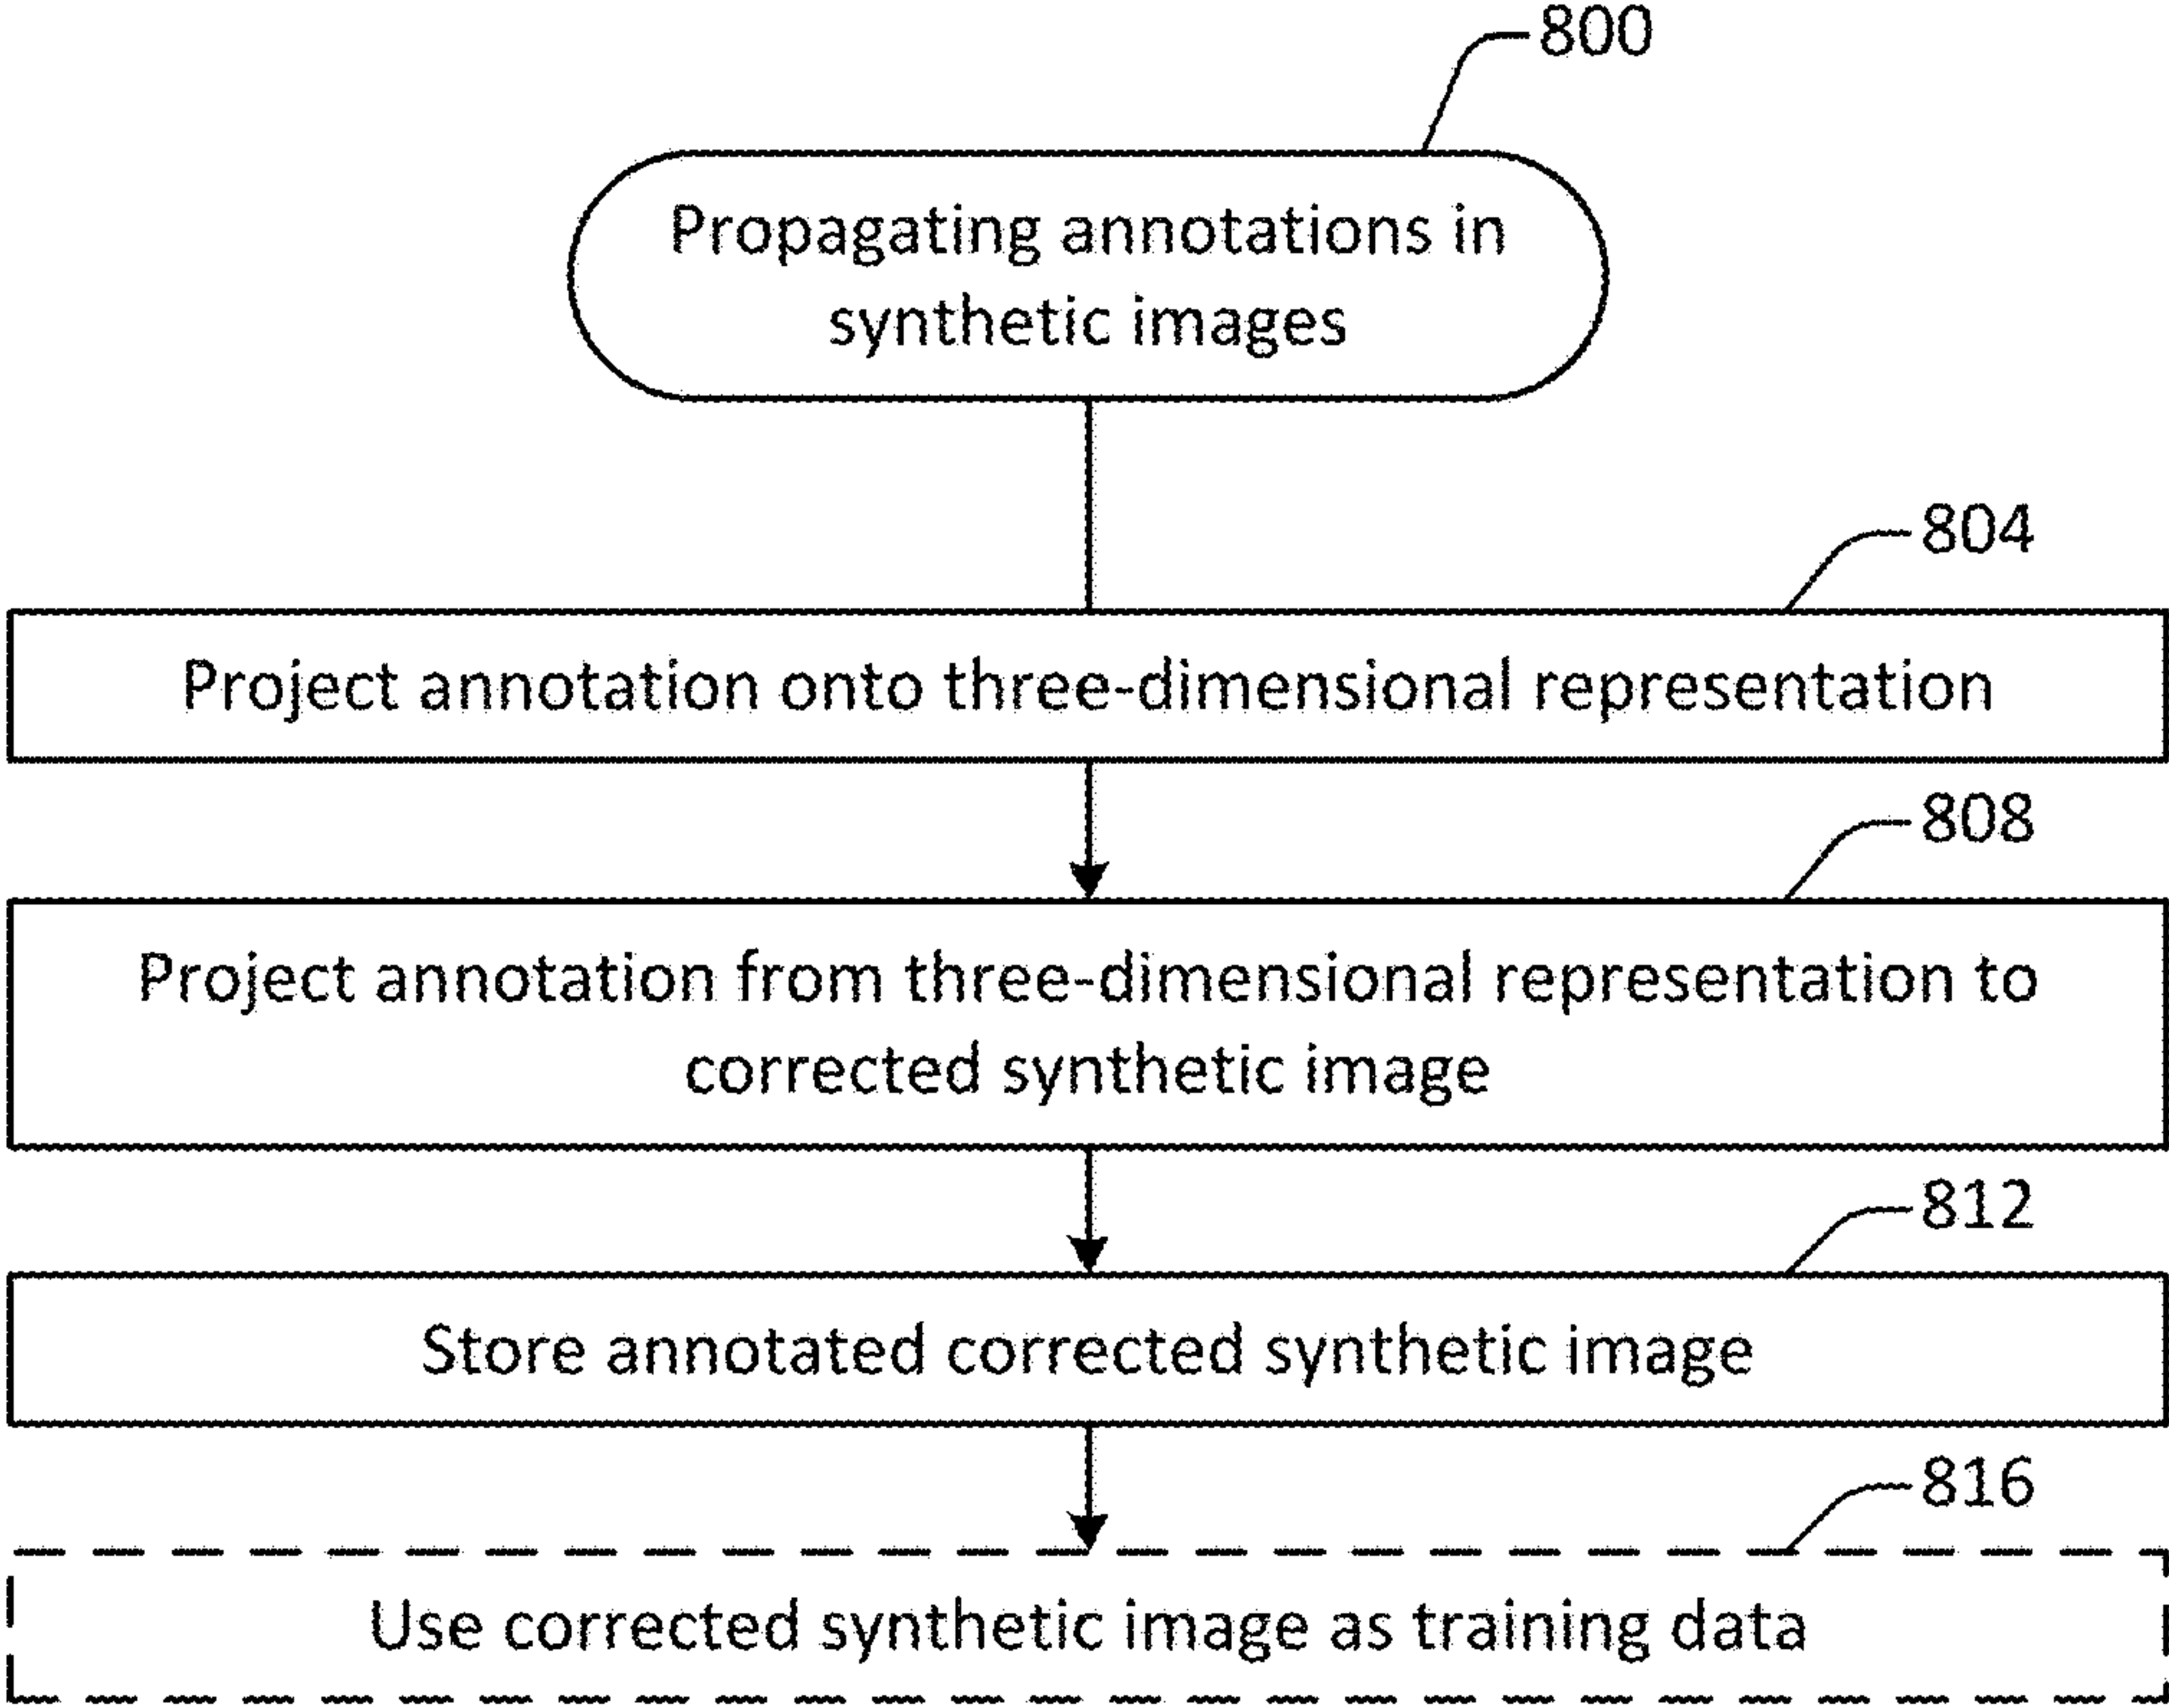 800
Propagating annotations in
synthetic images
804
Project annotation onto three-dimensional representation
808
Project annotation from three-dimensional representation to
corrected synthetic image
812
Store annotated corrected synthetic image
816
Use corrected synthetic image as training data